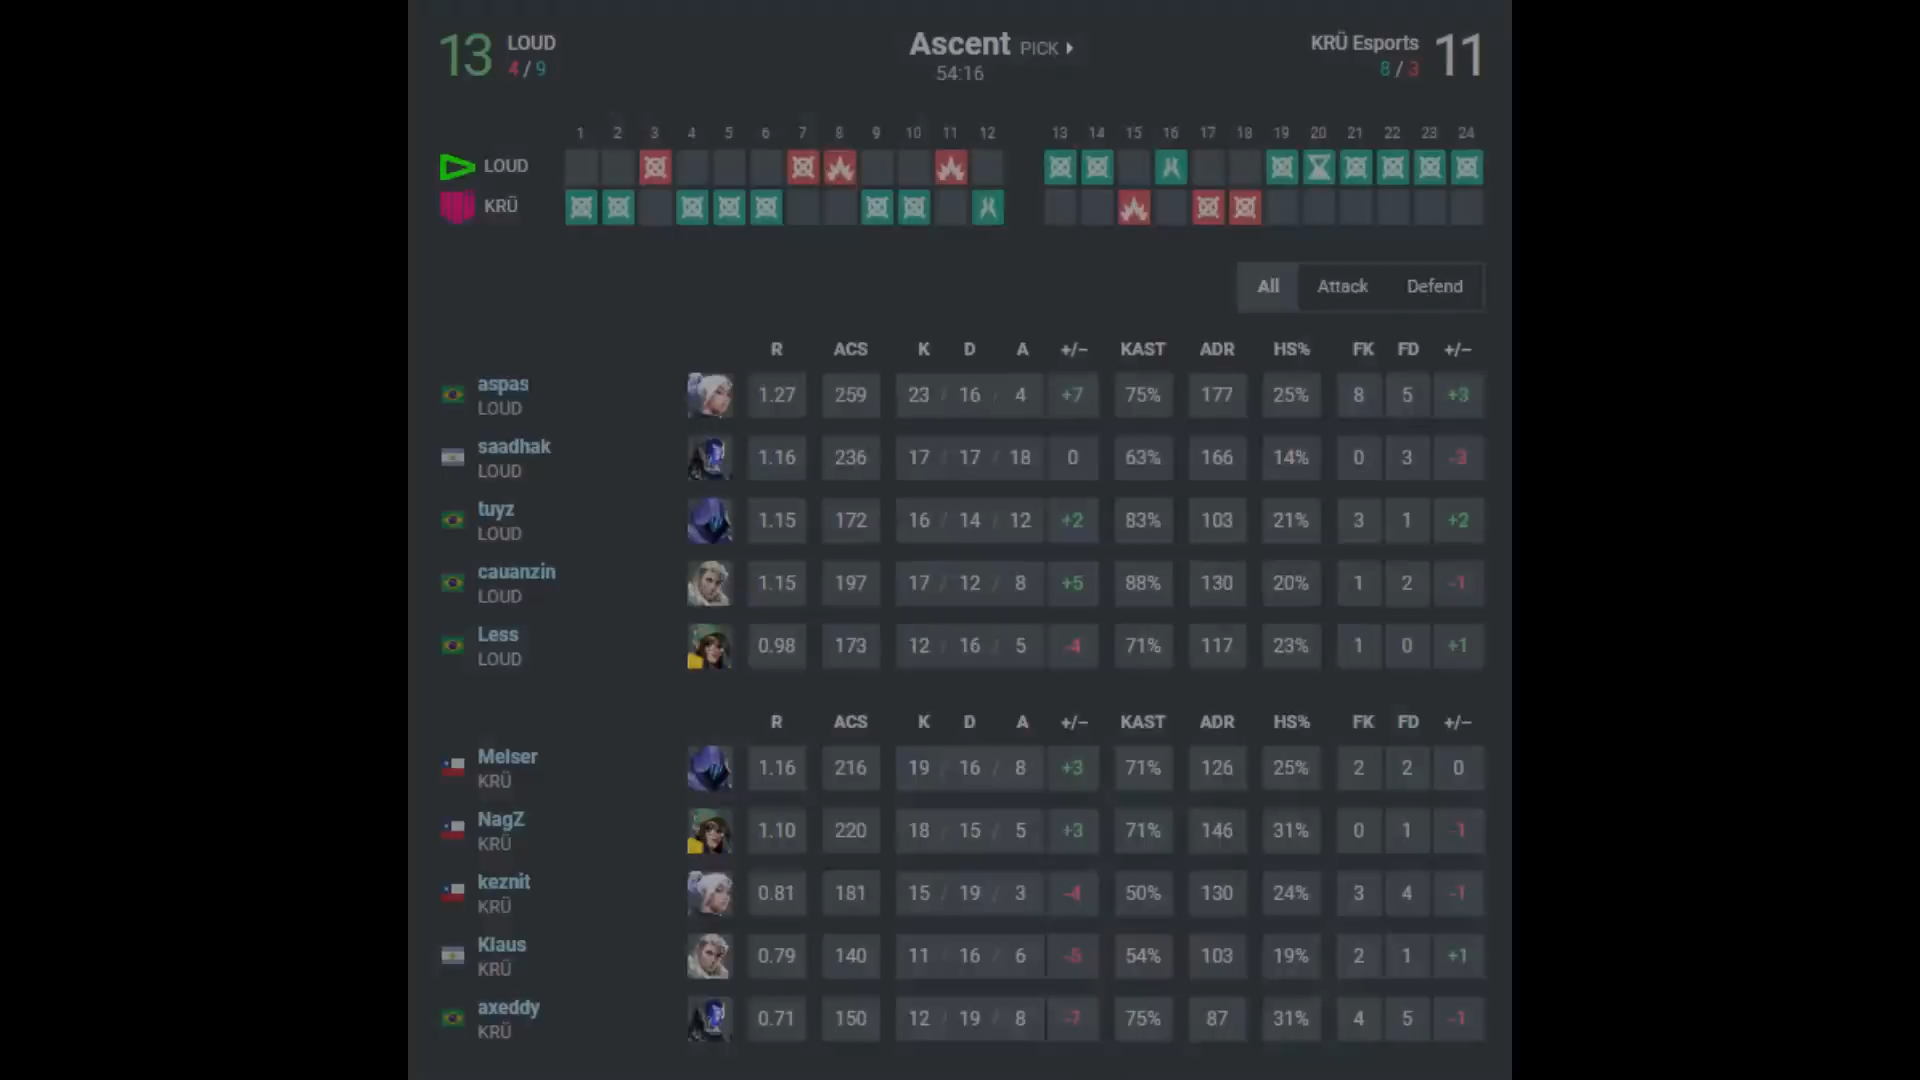 13 LOUD Ascent PICK KRÜ Esports 11
4 / 9 54:16 8 / 3
1 2 3 4 5 6 7 8 9 10 11 12 13 14 15 16 17 18 19 20 21 22 23 24
LOUD
KRÜ
All Attack Defend
R ACS K D A +/– KAST ADR HS% FK FD +/–
aspas
LOUD
1.27 259 23 / 16 / 4 +7 75% 177 25% 8 5 +3
saadhak
LOUD
1.16 236 17 / 17 / 18 0 63% 166 14% 0 3 -3
tuyz
LOUD
1.15 172 16 / 14 / 12 +2 83% 103 21% 3 1 +2
cauanzin
LOUD
1.15 197 17 / 12 / 8 +5 88% 130 20% 1 2 -1
Less
LOUD
0.98 173 12 / 16 / 5 -4 71% 117 23% 1 0 +1
R ACS K D A +/– KAST ADR HS% FK FD +/–
Melser
KRÜ
1.16 216 19 / 16 / 8 +3 71% 126 25% 2 2 0
NagZ
KRÜ
1.10 220 18 / 15 / 5 +3 71% 146 31% 0 1 -1
keznit
KRÜ
0.81 181 15 / 19 / 3 -4 50% 130 24% 3 4 -1
Klaus
KRÜ
0.79 140 11 / 16 / 6 -5 54% 103 19% 2 1 +1
axeddy
KRÜ
0.71 150 12 / 19 / 8 -7 75% 87 31% 4 5 -1